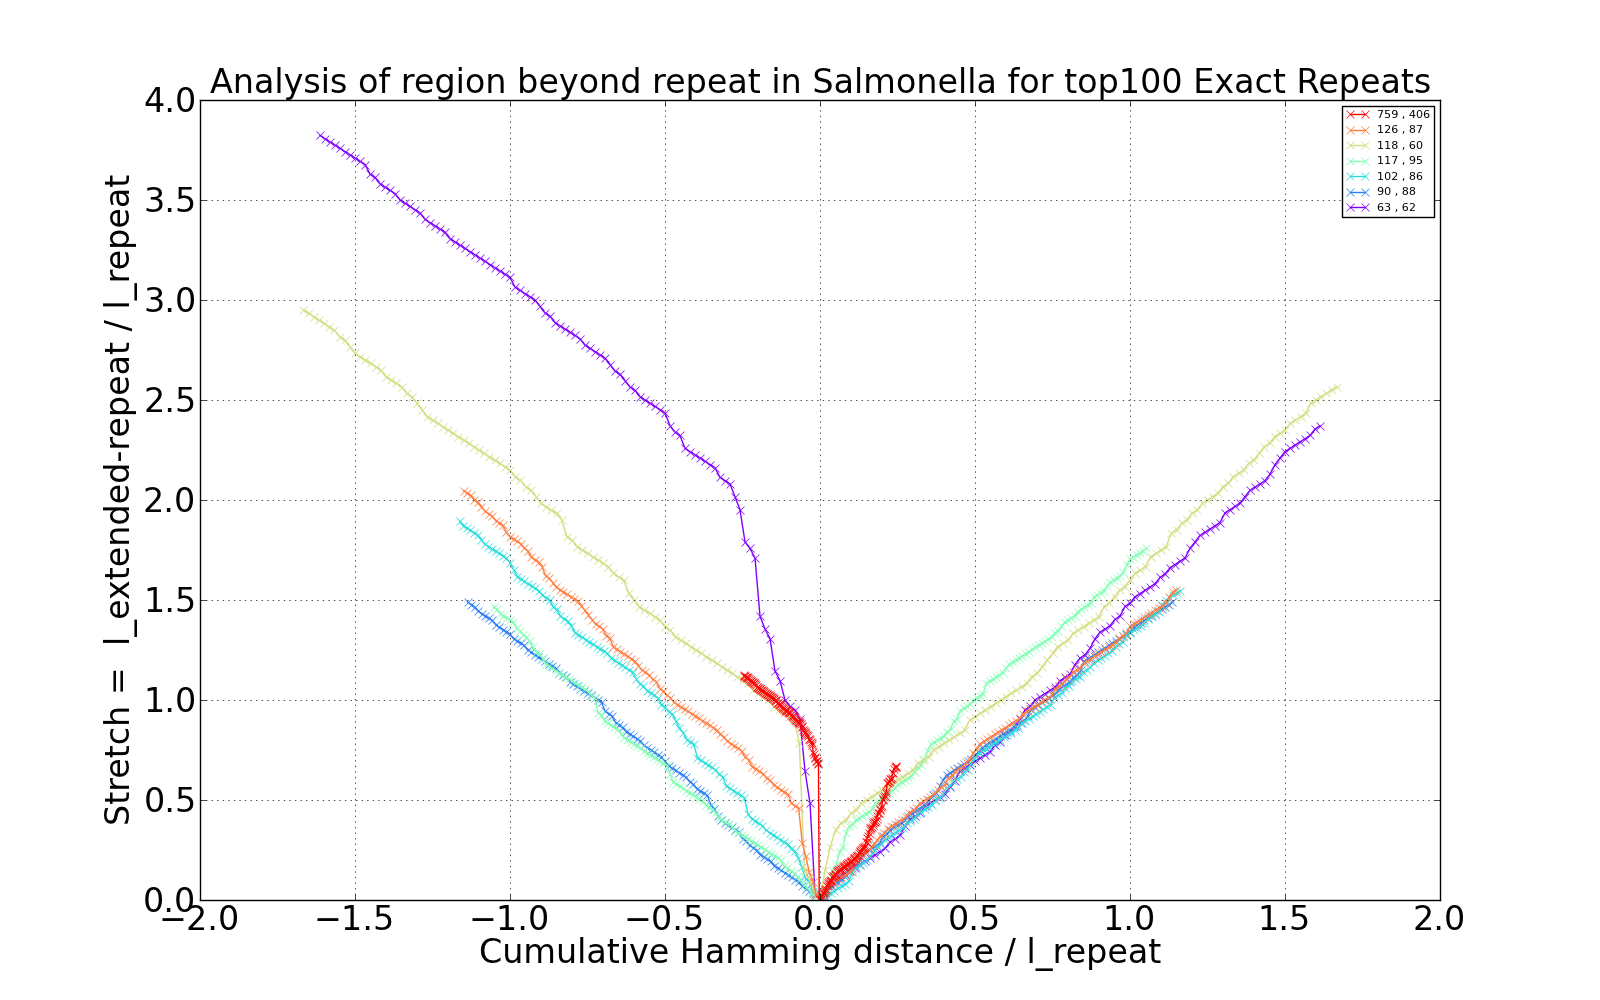 Analysis of region beyond repeat in Salmonella for top100 Exact Repeats
4.0
3.5
3.0
2.5
2.0
1.5
1.0
0.5
0.0
Stretch =  l_extended-repeat / l_repeat
759 , 406
126 , 87
118 , 60
117 , 95
102 , 86
90 , 88
63 , 62
−2.0 −1.5 −1.0 −0.5 0.0 0.5 1.0 1.5 2.0
Cumulative Hamming distance / l_repeat